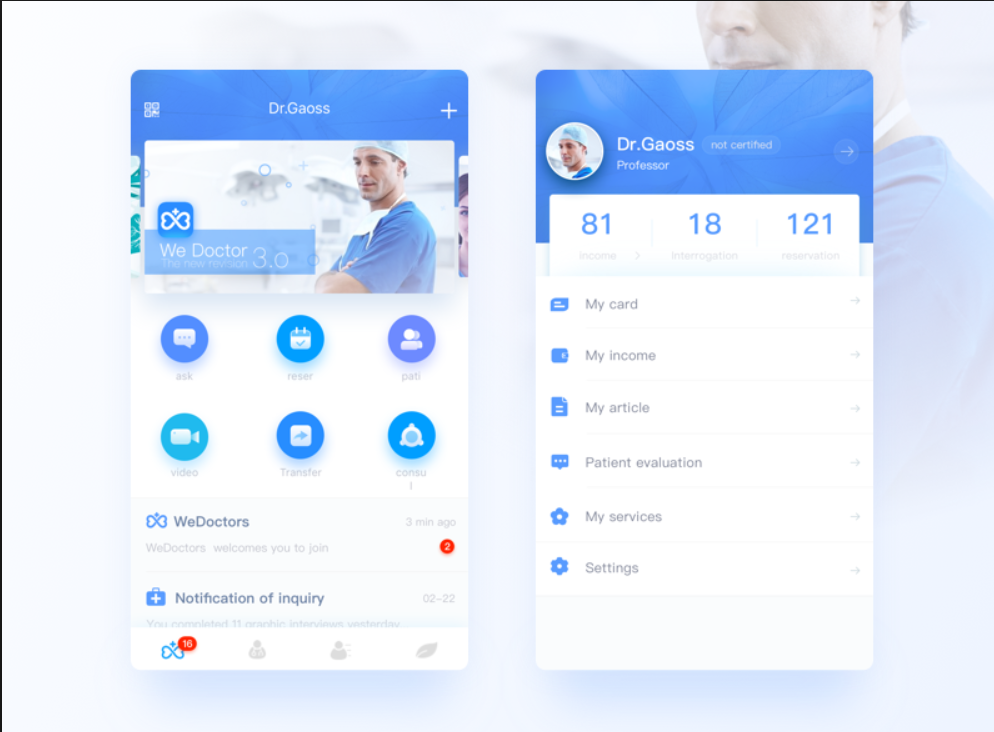 Dr.Gaoss
We Doctor
The new revision 3.0
ask
reser
pati
video
Transfer
consu
l
WeDoctors
3 min ago
WeDoctors welcomes you to join
2
Notification of inquiry
02-22
You completed 11 graphic interviews yesterday
16
Dr.Gaoss
not certified
Professor
81
18
121
income
Interrogation
reservation
My card
My income
My article
Patient evaluation
My services
Settings